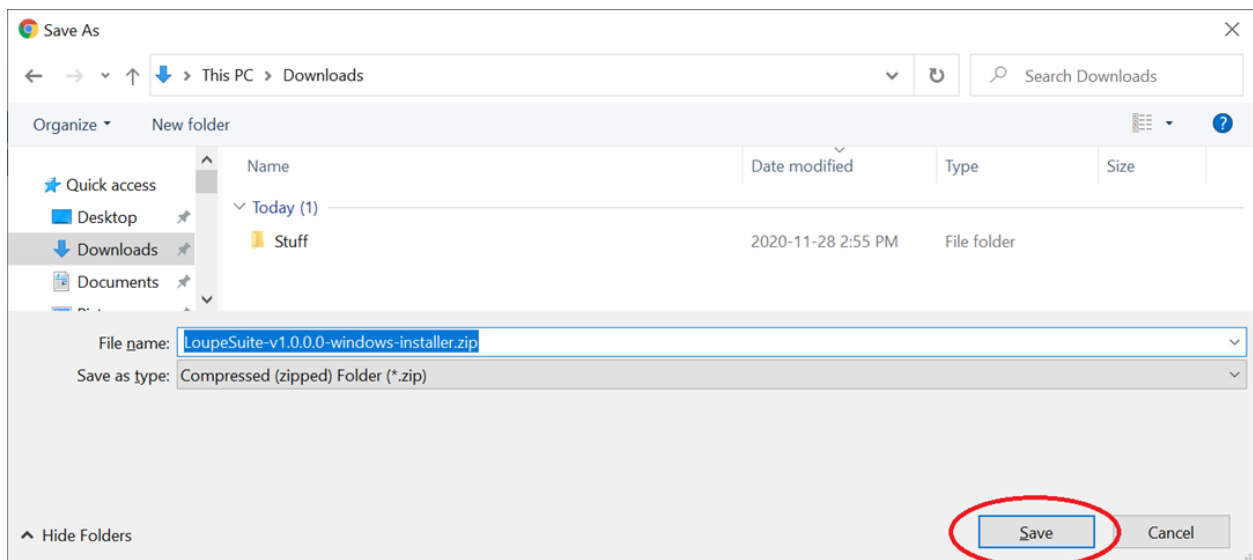 Save As
This PC > Downloads
Search Downloads
Organize
New folder
Name Date modified Type Size
Quick access
Today (1)
Desktop
Stuff 2020-11-28 2:55 PM File folder
Downloads
Documents
File name: LoupeSuite-v1.0.0.0-windows-installer.zip
Save as type: Compressed (zipped) Folder (*.zip)
Hide Folders
Save
Cancel